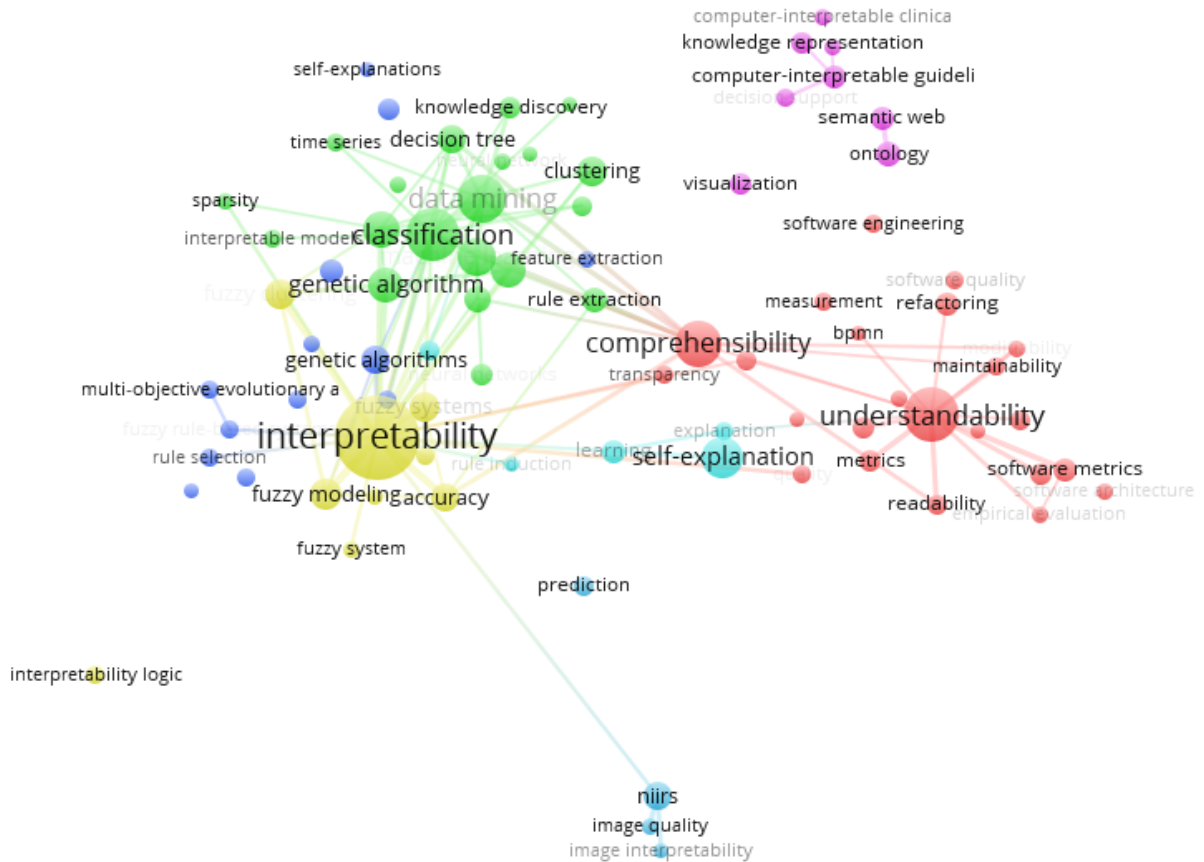 computer-interpretable clinica
knowledge representation
computer-interpretable guideli
decision support
semantic web
ontology
visualization
software engineering
self-explanations
knowledge discovery
time series
decision tree
neural network
clustering
data mining
sparsity
classification
interpretable models
feature extraction
fuzzy clustering
genetic algorithm
rule extraction
software quality
measurement
refactoring
bpmn
comprehensibility
modifiability
maintainability
genetic algorithms
neural networks
transparency
multi-objective evolutionary a
fuzzy systems
understandability
interpretability
explanation
learning
self-explanation
rule selection
rule induction
metrics
quality
software metrics
software architecture
fuzzy modeling
accuracy
readability
empirical evaluation
fuzzy system
prediction
interpretability logic
niirs
image quality
image interpretability